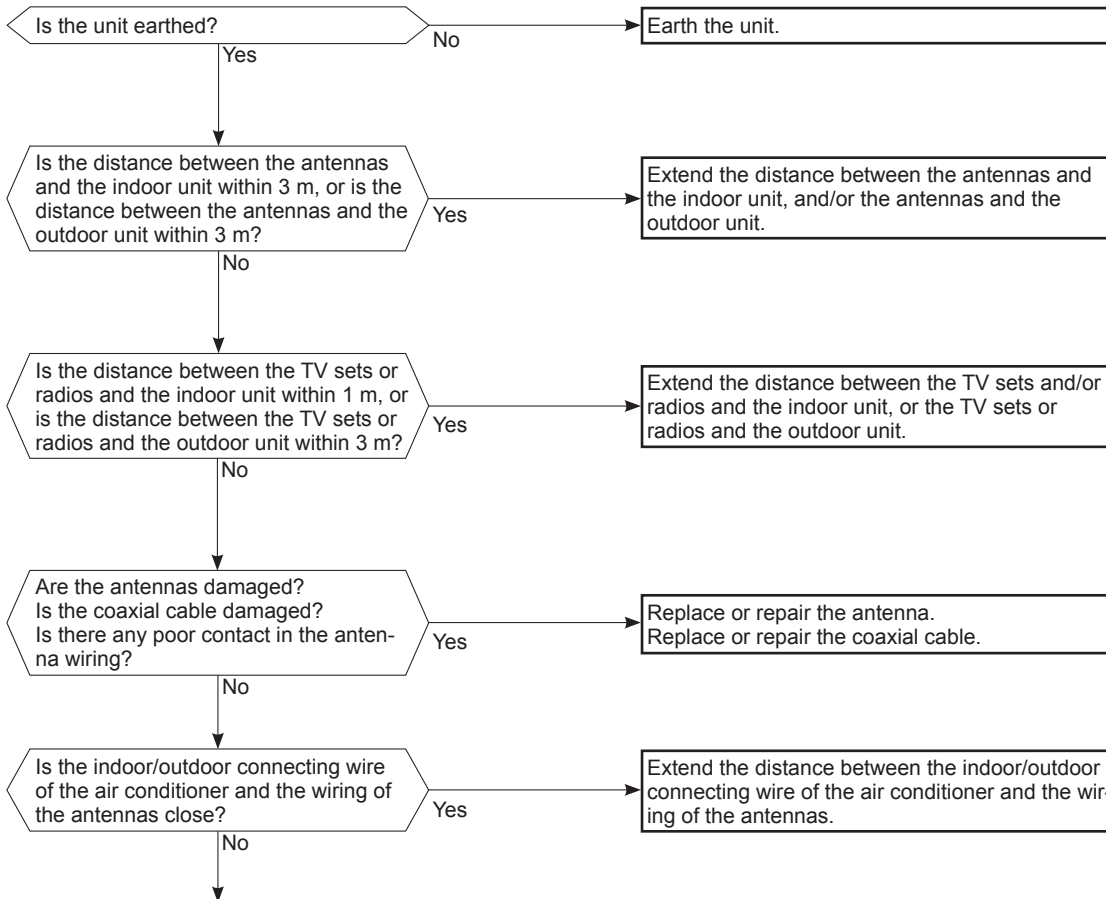 Is the unit earthed?
No
Earth the unit.
Yes
Is the distance between the antennas
and the indoor unit within 3 m, or is the
distance between the antennas and the
outdoor unit within 3 m?
Yes
Extend the distance between the antennas and
the indoor unit, and/or the antennas and the
outdoor unit.
No
Is the distance between the TV sets or
radios and the indoor unit within 1 m, or
is the distance between the TV sets or
radios and the outdoor unit within 3 m?
Yes
Extend the distance between the TV sets and/or
radios and the indoor unit, or the TV sets or
radios and the outdoor unit.
No
Are the antennas damaged?
Is the coaxial cable damaged?
Is there any poor contact in the anten-
na wiring?
Yes
Replace or repair the antenna.
Replace or repair the coaxial cable.
No
Is the indoor/outdoor connecting wire
of the air conditioner and the wiring of
the antennas close?
Yes
Extend the distance between the indoor/outdoor
connecting wire of the air conditioner and the wir-
ing of the antennas.
No